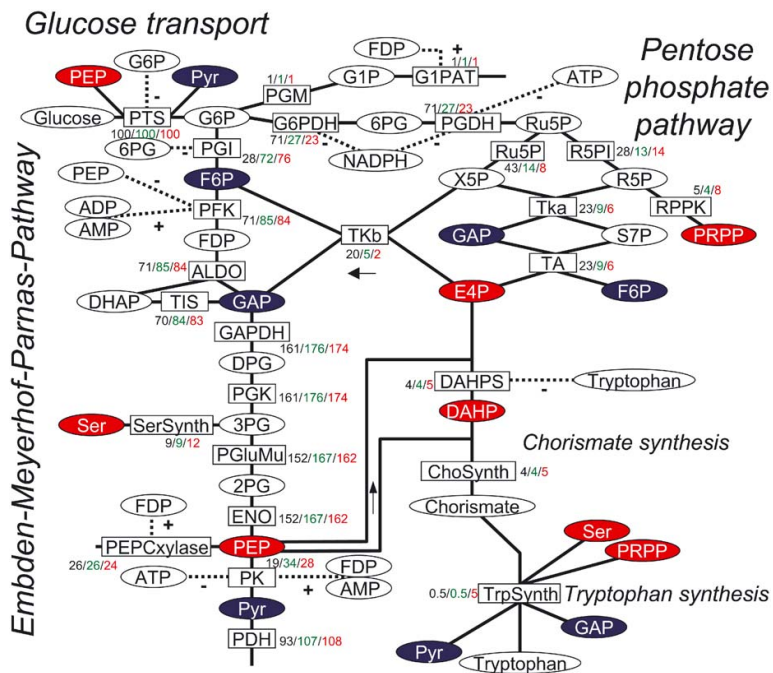 Glucose transport
Pentose
phosphate
pathway
Embden-Meyerhof-Parnas-Pathway
G6P
FDP
+
1/1/1
PEP
Pyr
-
1/1/1
G1P
G1PAT
ATP
PGM
Glucose
PTS
G6P
71/27/23
-
100/100/100
G6PDH
6PG
PGDH
Ru5P
71/27/23
-
-
6PG
-
PGI
28/72/76
NADPH
Ru5P
R5PI
28/13/14
43/14/8
PEP
-
F6P
X5P
R5P
5/4/8
RPPK
ADP
AMP
+
PFK
71/85/84
TKb
20/5/2
Tka
23/9/6
GAP
S7P
PRPP
FDP
71/85/84
ALDO
TA
23/9/6
DHAP
TIS
GAP
E4P
F6P
70/84/83
GAPDH
161/176/174
DPG
4/4/5
DAHPS
-
Tryptophan
PGK
161/176/174
DAHP
Ser
SerSynth
3PG
9/9/12
Chorismate synthesis
PGluMu
152/167/162
ChoSynth
4/4/5
2PG
Chorismate
FDP
+
ENO
152/167/162
Ser
PEPCxylase
PEP
PRPP
26/26/24
19/34/28
ATP
-
PK
+
FDP
AMP
0.5/0.5/5
TrpSynth
Tryptophan synthesis
Pyr
GAP
PDH
93/107/108
Pyr
Tryptophan